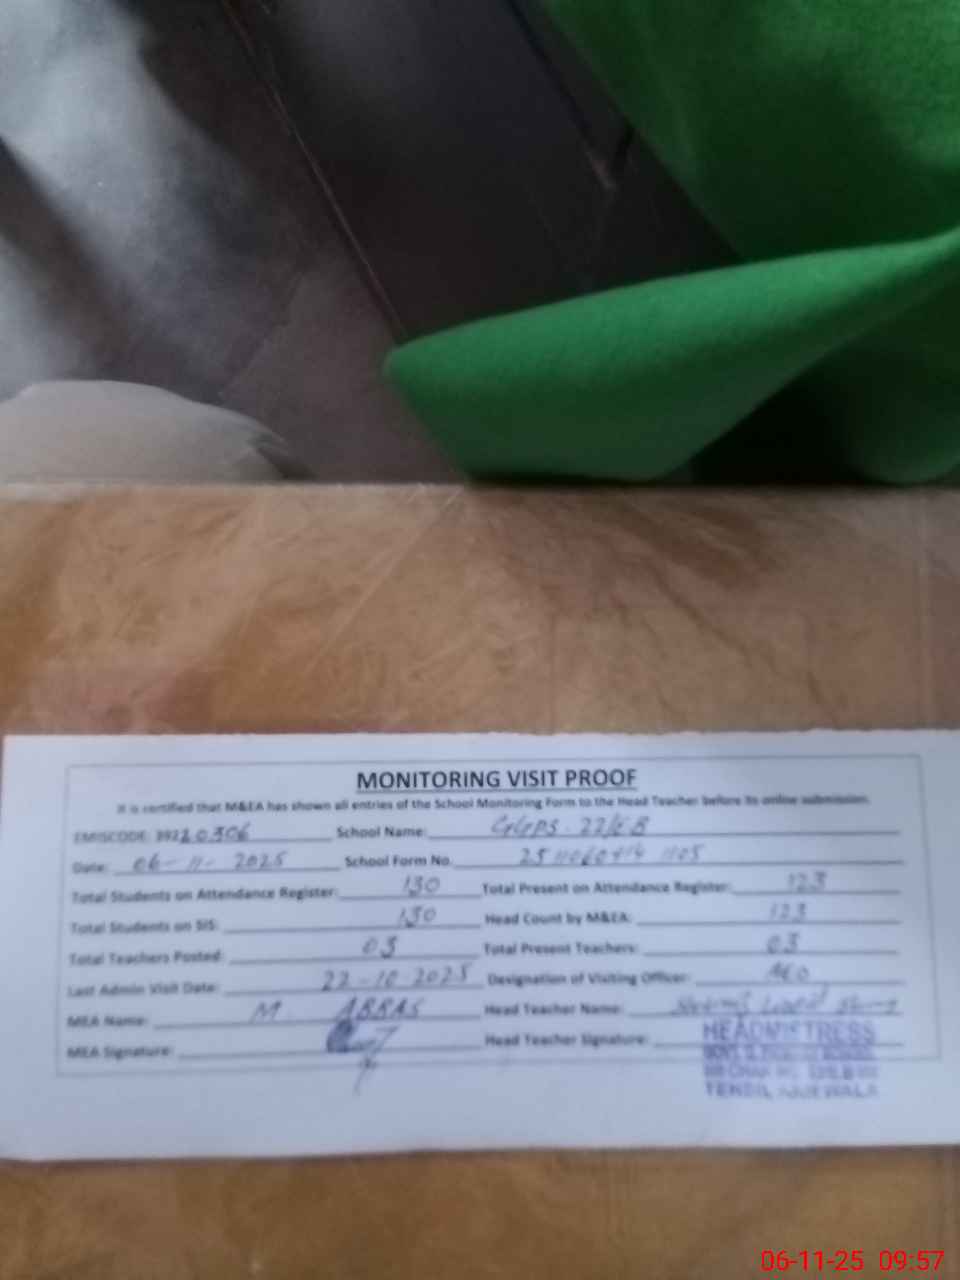 MONITORING VISIT PROOF
It is certified that M&EA has shown all entries of the School Monitoring Form to the Head Teacher before its online submission.
EMISCODE: 39220306 School Name: GGPS. 22/EB
Date: 06-11-2025 School Form No. 
Total Students on Attendance Register: 130 Total Present on Attendance Register: 123
Total Students on SIS: 130 Head Count by M&EA: 123
Total Teachers Posted: 03 Total Present Teachers: 03
Last Admin Visit Date: 22-10-2025 Designation of Visiting Officer: AEO
MEA Name: M. ABBAS Head Teacher Name:
MEA Signature: Head Teacher Signature:
HEADMISTRESS
06-11-25 09:57